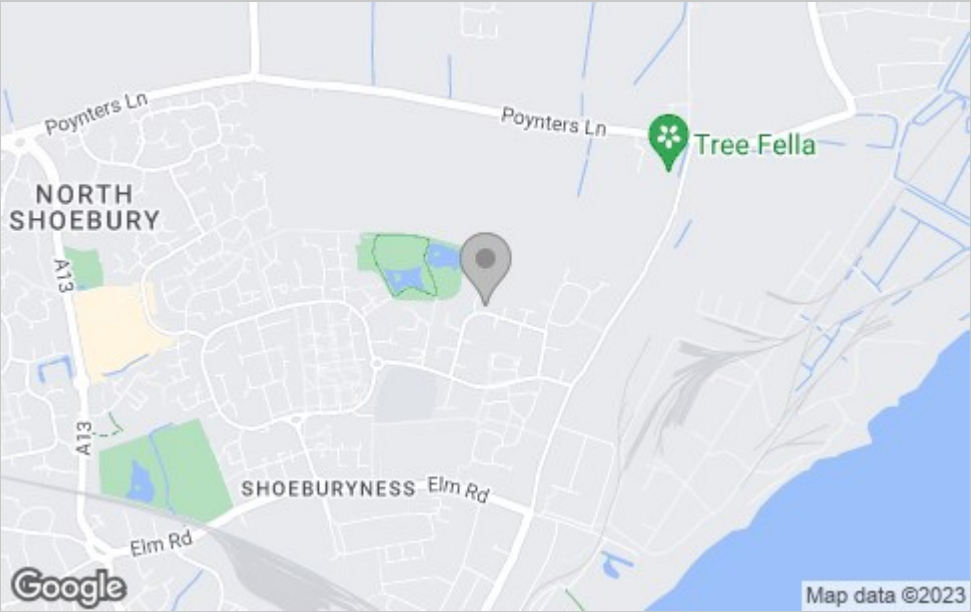 Poynters Ln
Poynters Ln
Tree Fella
NORTH
SHOEBURY
A13
A13
SHOEBURYNESS
Elm Rd
Elm Rd
Google
Map data ©2023